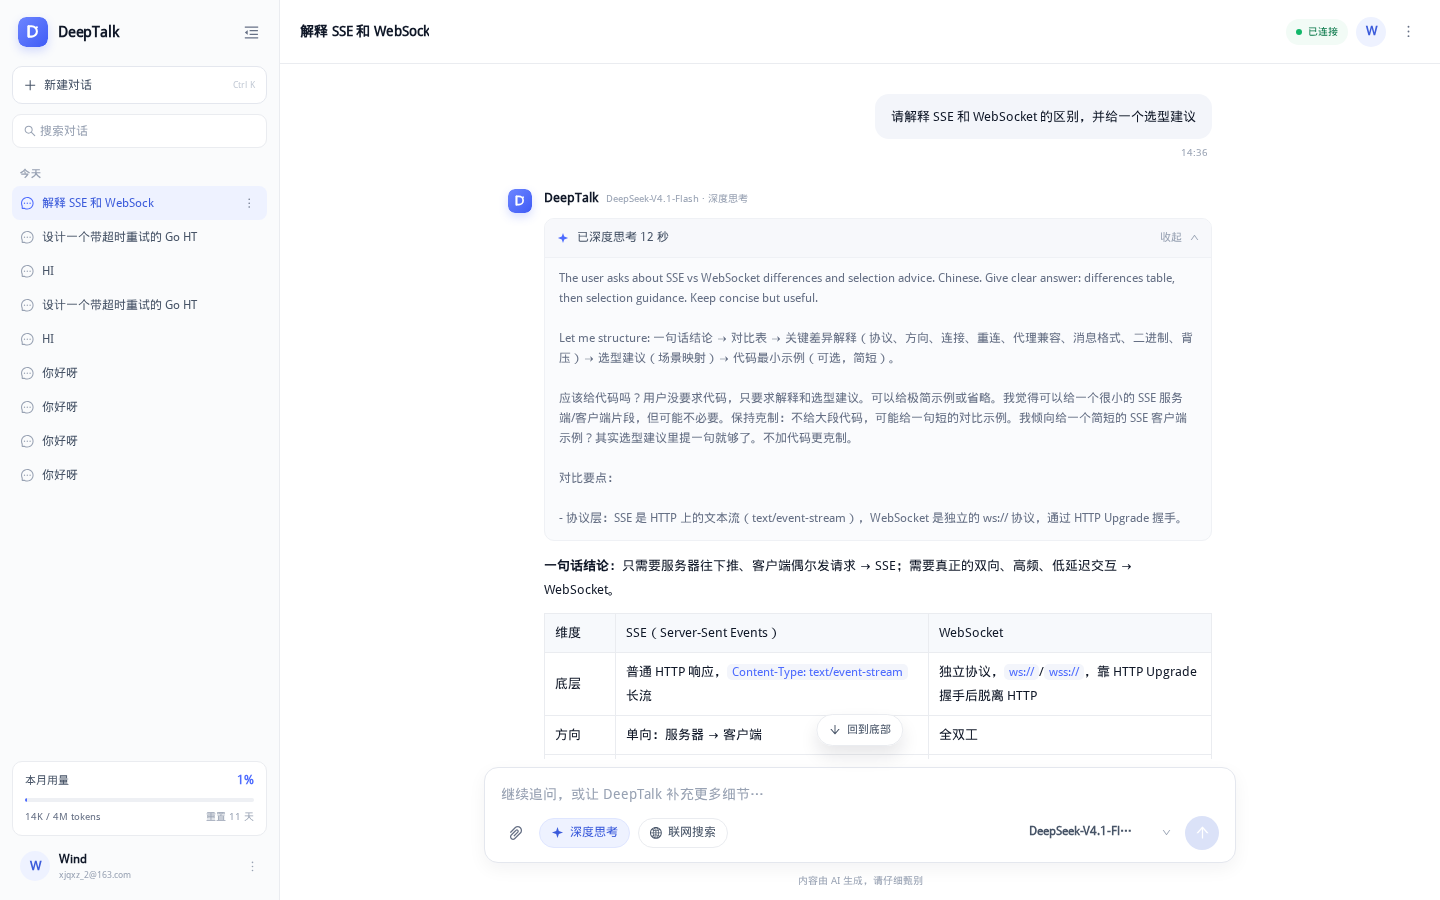 DeepTalk
新建对话
Ctrl K
搜索对话
今天
解释 SSE 和 WebSock
设计一个带超时重试的 Go HT
HI
设计一个带超时重试的 Go HT
HI
你好呀
你好呀
你好呀
你好呀
本月用量 1%
14K / 4M tokens 重置 11 天
W
Wind
xjqxz_2@163.com
解释 SSE 和 WebSock
已连接
W
请解释 SSE 和 WebSocket 的区别，并给一个选型建议
14:36
DeepTalk DeepSeek-V4.1-Flash · 深度思考
已深度思考 12 秒 收起
The user asks about SSE vs WebSocket differences and selection advice. Chinese. Give clear answer: differences table,
then selection guidance. Keep concise but useful.
Let me structure: 一句话结论 → 对比表 → 关键差异解释（协议、方向、连接、重连、代理兼容、消息格式、二进制、背
压）→ 选型建议（场景映射）→ 代码最小示例（可选，简短）。
应该给代码吗？用户没要求代码，只要求解释和选型建议。可以给极简示例或省略。我觉得可以给一个很小的 SSE 服务
端/客户端片段，但可能不必要。保持克制：不给大段代码，可能给一句短的对比示例。我倾向给一个简短的 SSE 客户端
示例？其实选型建议里提一句就够了。不加代码更克制。
对比要点：
- 协议层：SSE 是 HTTP 上的文本流（text/event-stream），WebSocket 是独立的 ws:// 协议，通过 HTTP Upgrade 握手。
一句话结论：只需要服务器往下推、客户端偶尔发请求 → SSE；需要真正的双向、高频、低延迟交互 →
WebSocket。
维度 SSE（Server-Sent Events） WebSocket
底层 普通 HTTP 响应，Content-Type: text/event-stream 长流 独立协议，ws:// / wss://，靠 HTTP Upgrade 握手后脱离 HTTP
方向 单向：服务器 → 客户端 全双工
回到底部
继续追问，或让 DeepTalk 补充更多细节…
深度思考
联网搜索
DeepSeek-V4.1-Fl…
内容由 AI 生成，请仔细甄别